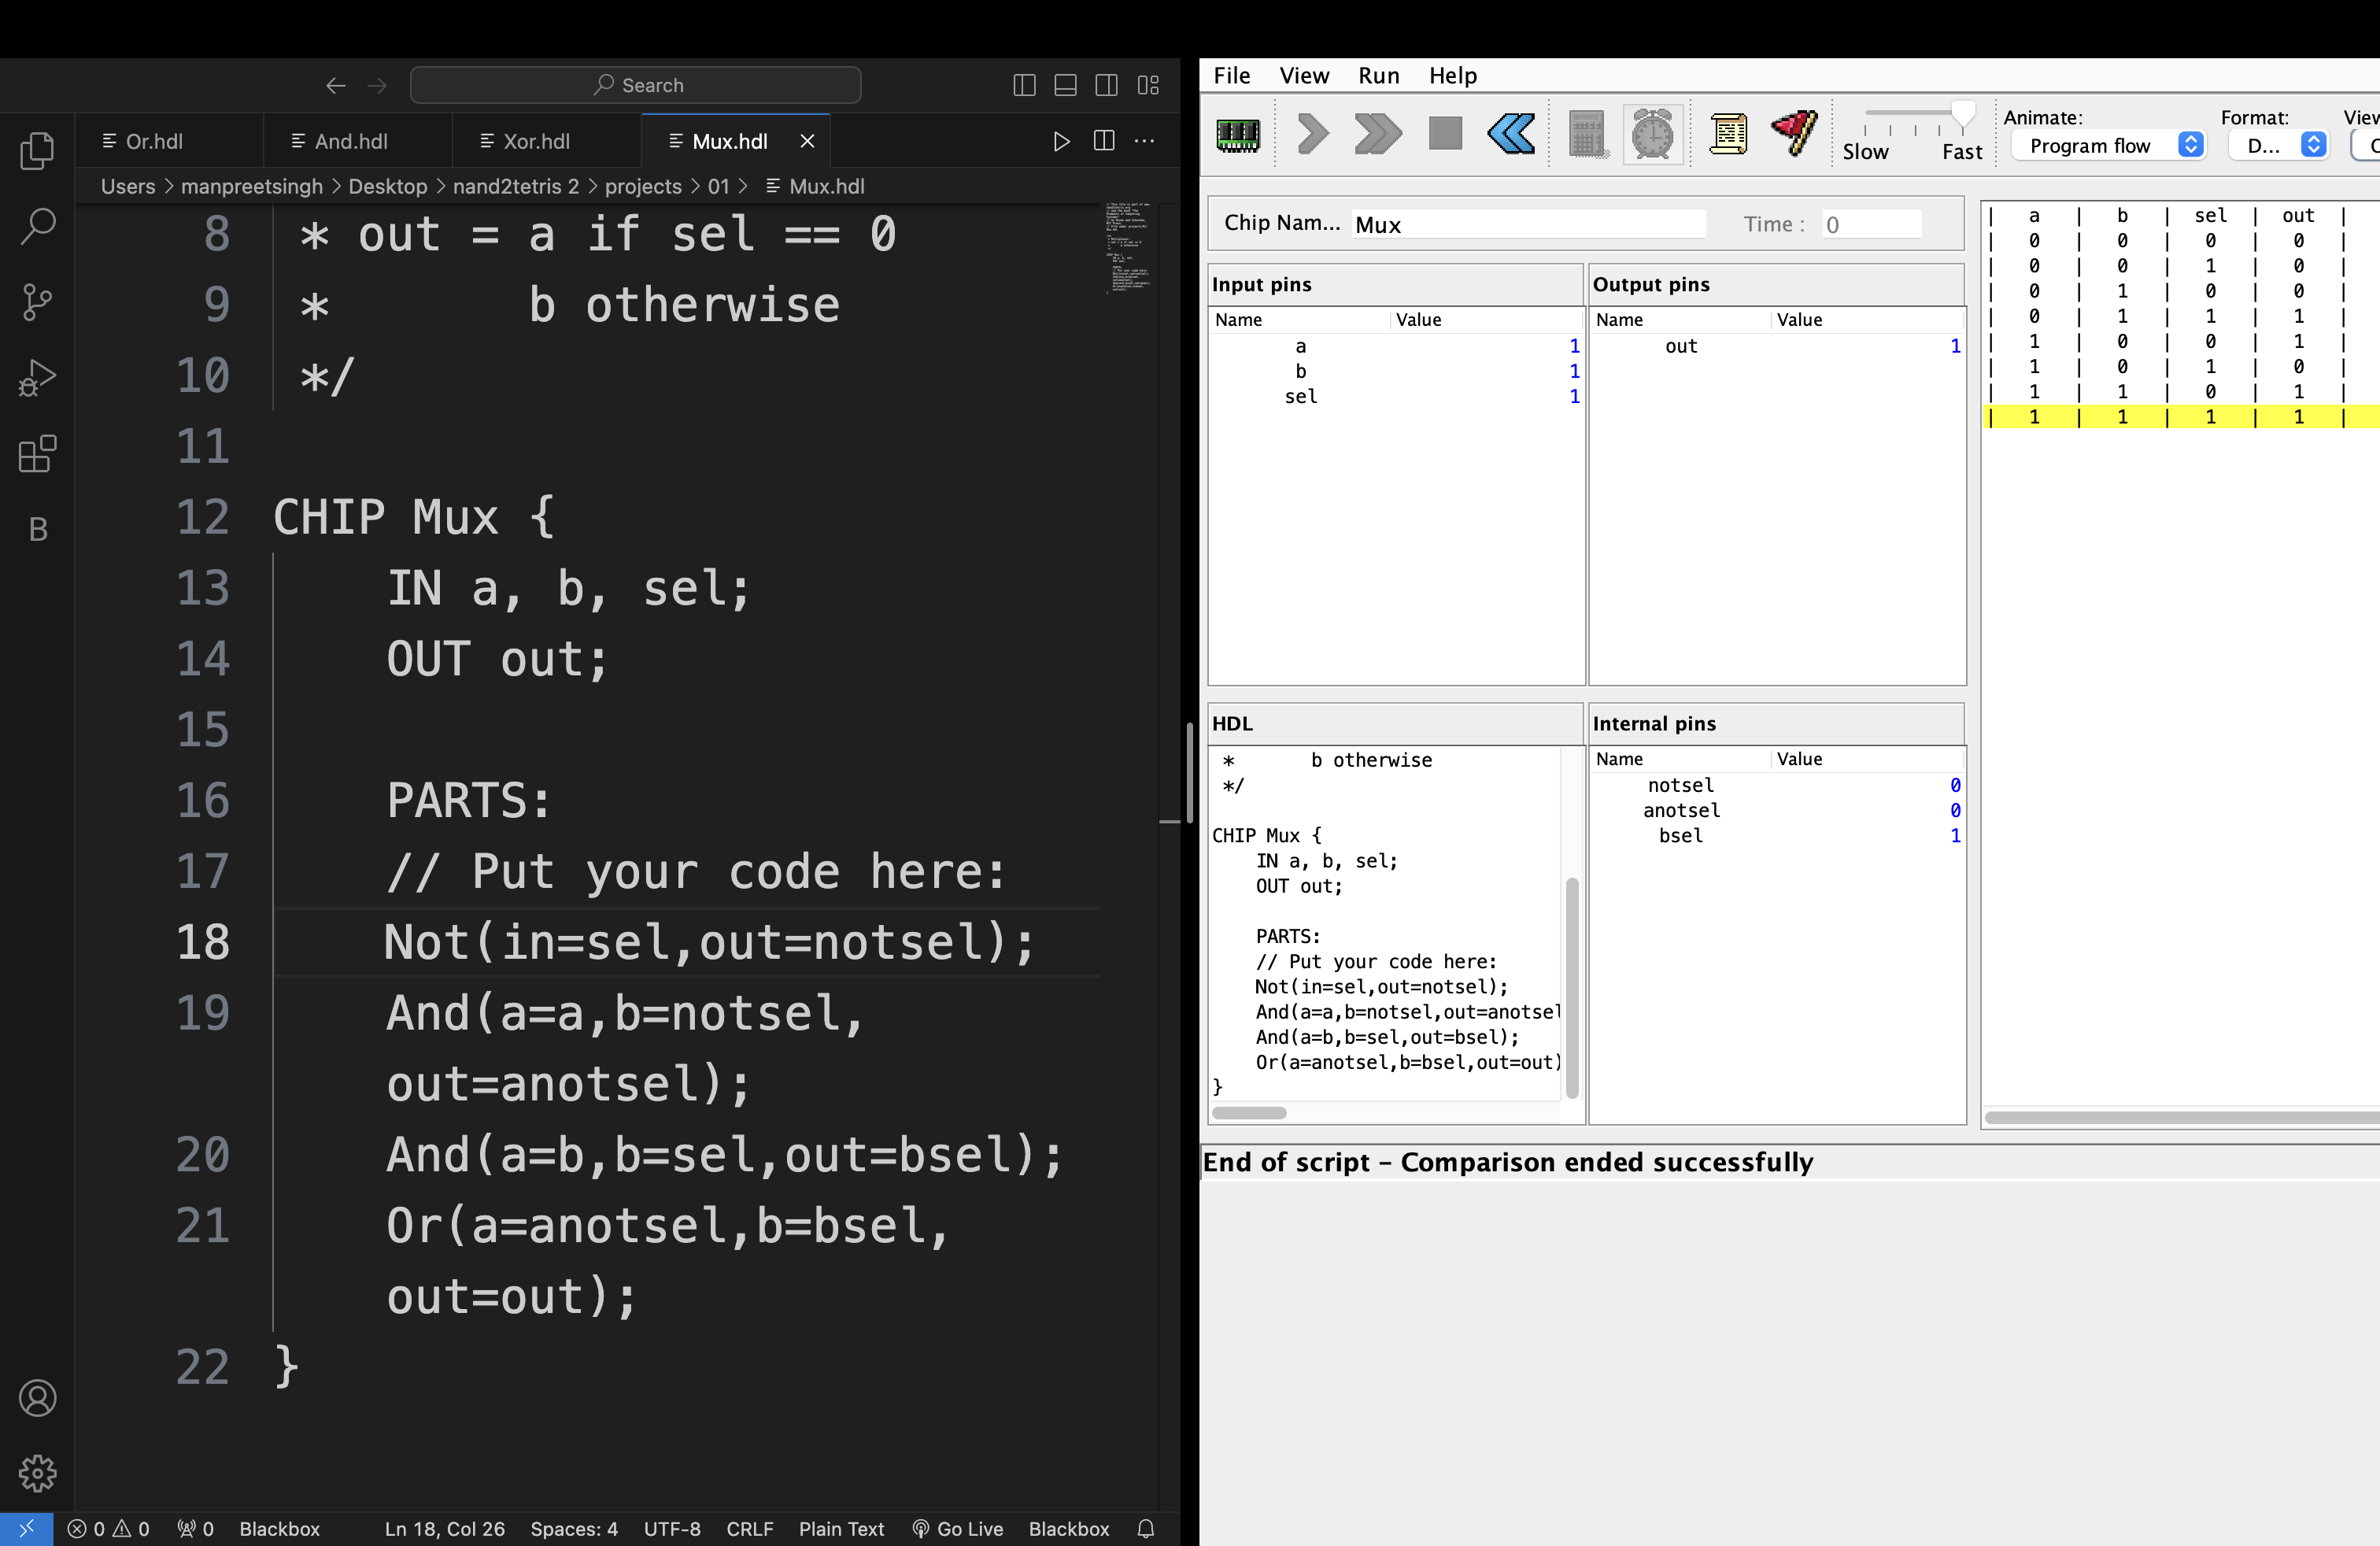 Search
Or.hdl
And.hdl
Xor.hdl
Mux.hdl
Users > manpreetsingh > Desktop > nand2tetris 2 > projects > 01 > Mux.hdl
8 * out = a if sel == 0
9 *       b otherwise
10 */
11
12 CHIP Mux {
13     IN a, b, sel;
14     OUT out;
15
16     PARTS:
17     // Put your code here:
18     Not(in=sel,out=notsel);
19     And(a=a,b=notsel,
out=anotsel);
20     And(a=b,b=sel,out=bsel);
21     Or(a=anotsel,b=bsel,
out=out);
22 }
B
0 0 0 Blackbox Ln 18, Col 26 Spaces: 4 UTF-8 CRLF Plain Text Go Live Blackbox
File View Run Help
Slow Fast
Animate:
Program flow
Format:
D...
View
Chip Nam... Mux Time : 0
Input pins
Name Value
a 1
b 1
sel 1
Output pins
Name Value
out 1
HDL
*       b otherwise
*/
CHIP Mux {
    IN a, b, sel;
    OUT out;
    PARTS:
    // Put your code here:
    Not(in=sel,out=notsel);
    And(a=a,b=notsel,out=anotsel
    And(a=b,b=sel,out=bsel);
    Or(a=anotsel,b=bsel,out=out)
}
Internal pins
Name Value
notsel 0
anotsel 0
bsel 1
| a | b | sel | out |
| 0 | 0 | 0 | 0 |
| 0 | 0 | 1 | 0 |
| 0 | 1 | 0 | 0 |
| 0 | 1 | 1 | 1 |
| 1 | 0 | 0 | 1 |
| 1 | 0 | 1 | 0 |
| 1 | 1 | 0 | 1 |
| 1 | 1 | 1 | 1 |
End of script – Comparison ended successfully